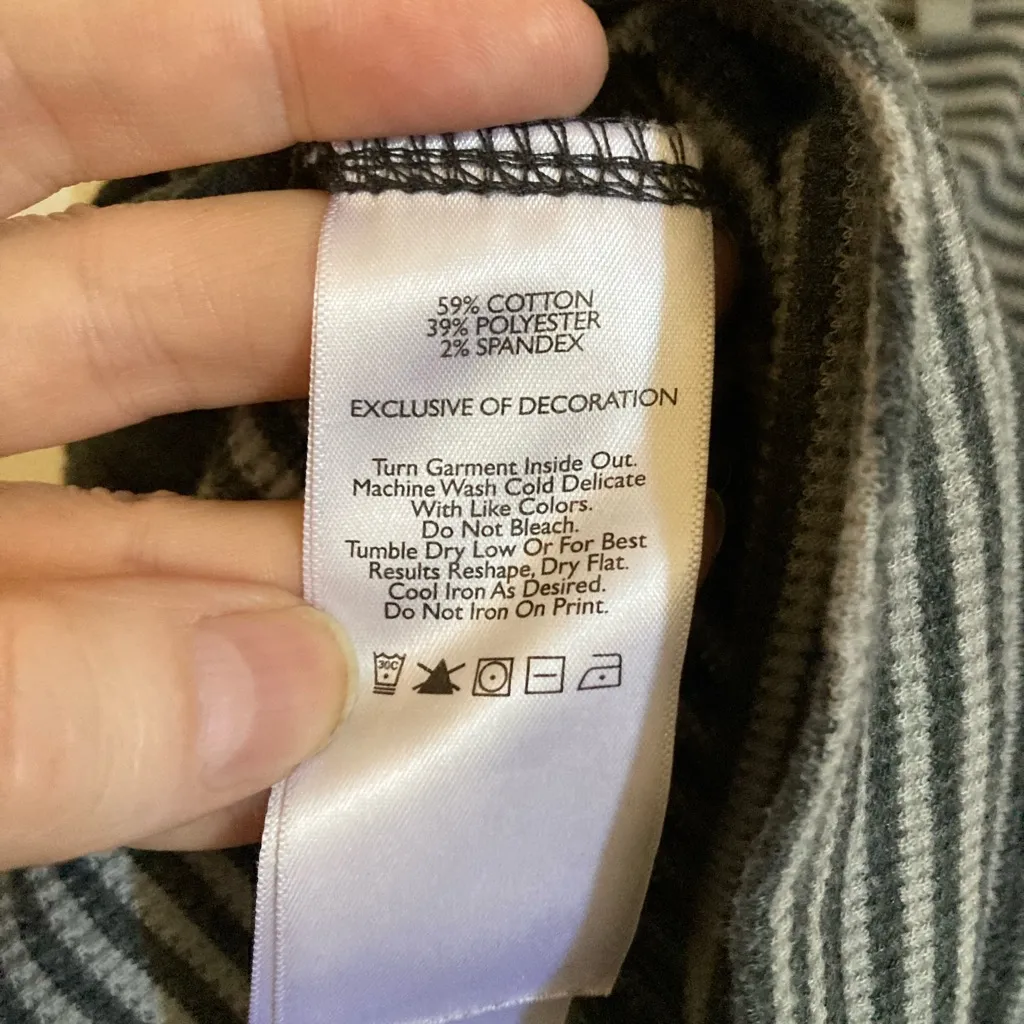 59% COTTON
39% POLYESTER
2% SPANDEX
EXCLUSIVE OF DECORATION
Turn Garment Inside Out.
Machine Wash Cold Delicate
With Like Colors.
Do Not Bleach.
Tumble Dry Low Or For Best
Results Reshape, Dry Flat.
Cool Iron As Desired.
Do Not Iron On Print.
30C